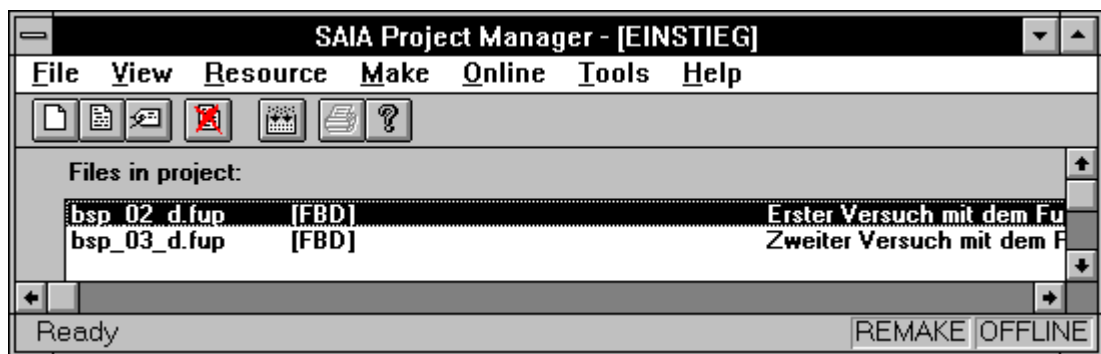 SAIA Project Manager - [EINSTIEG]
File View Resource Make Online Tools Help
Files in project:
bsp_02_d.fup [FBD] Erster Versuch mit dem Fu
bsp_03_d.fup [FBD] Zweiter Versuch mit dem F
Ready REMAKE OFFLINE